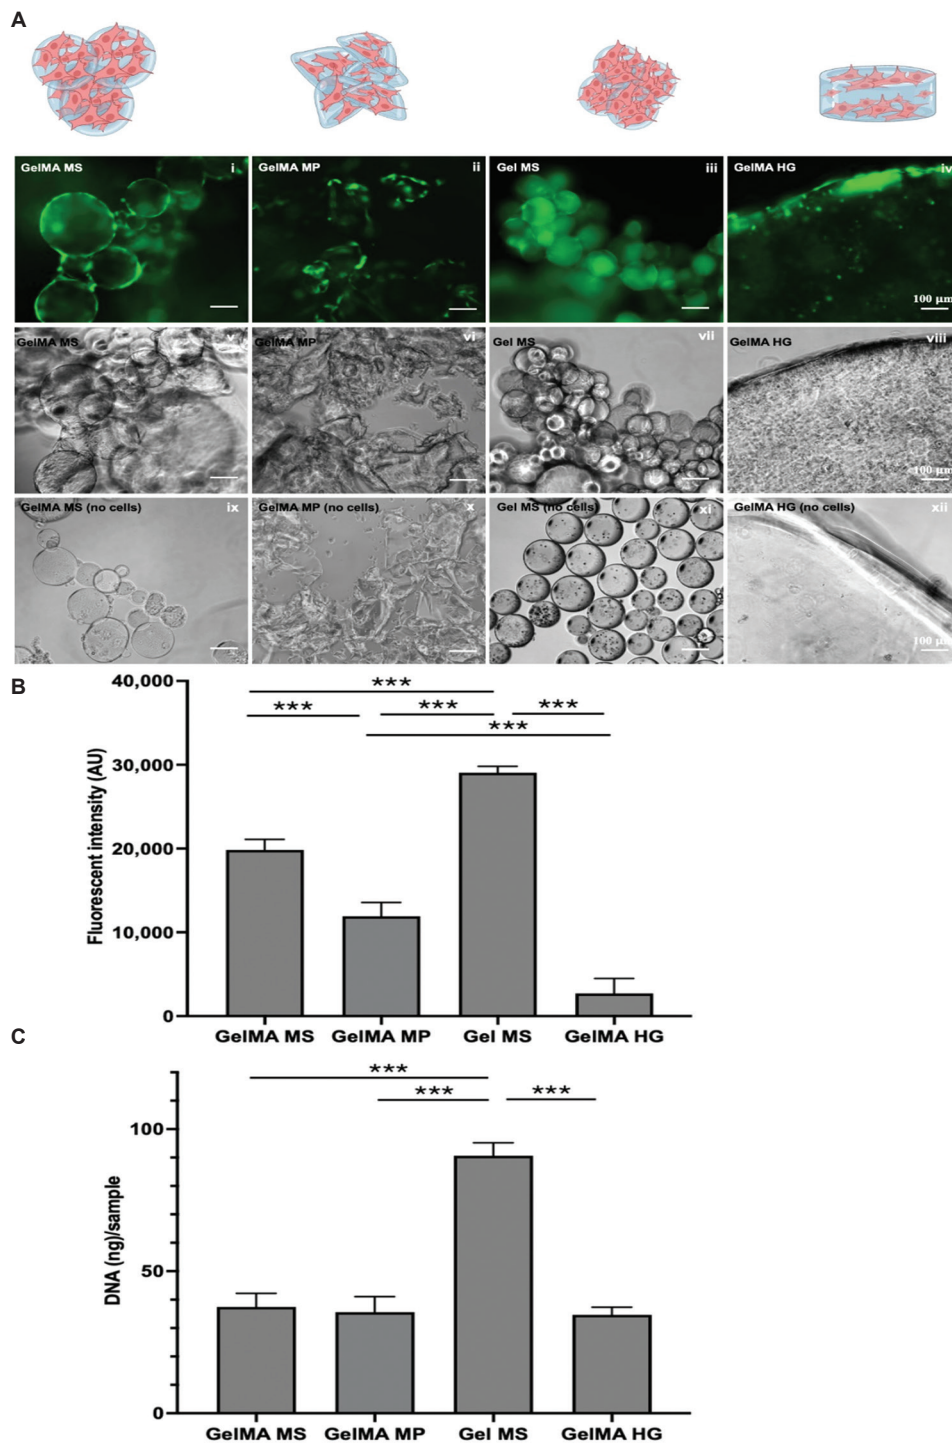 A
GelMA MS i
GelMA MP ii
Gel MS iii
GelMA HG iv
100 µm
GelMA MS v
GelMA MP vi
Gel MS vii
GelMA HG viii
100 µm
GelMA MS (no cells) ix
GelMA MP (no cells) x
Gel MS (no cells) xi
GelMA HG (no cells) xii
100 µm
B
Fluorescent intensity (AU)
40,000
30,000
20,000
10,000
0
***
*** *** ***
***
GelMA MS GelMA MP Gel MS GelMA HG
C
DNA (ng)/sample
100
50
0
***
*** ***
GelMA MS GelMA MP Gel MS GelMA HG